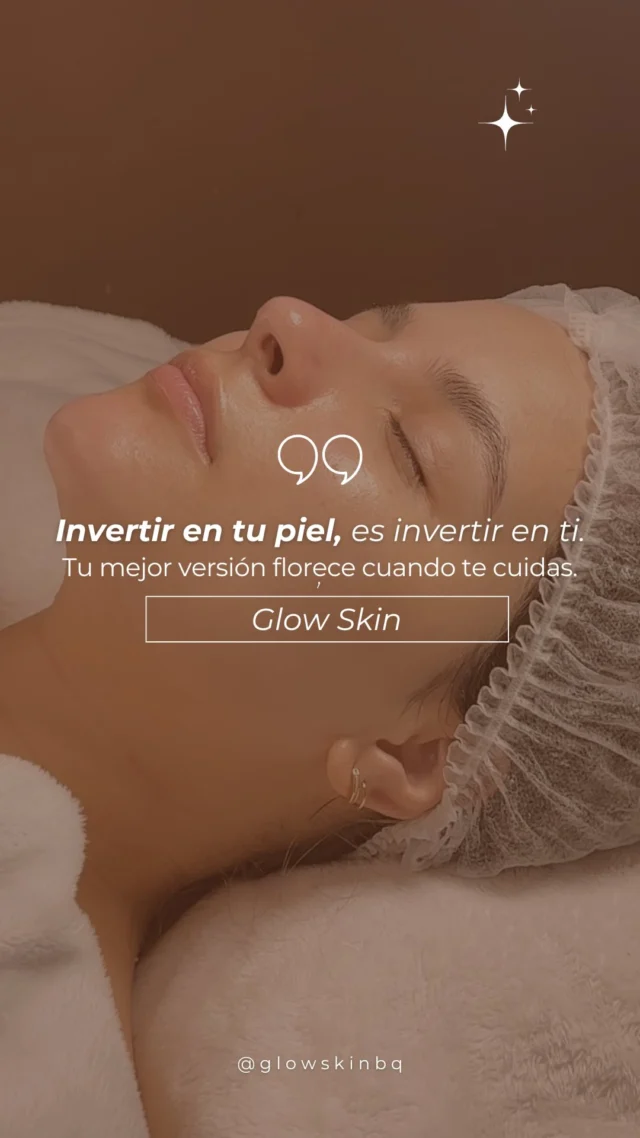 Invertir en tu piel, es invertir en ti.
Tu mejor versión florece cuando te cuidas.
,
Glow Skin
@glowskinbq